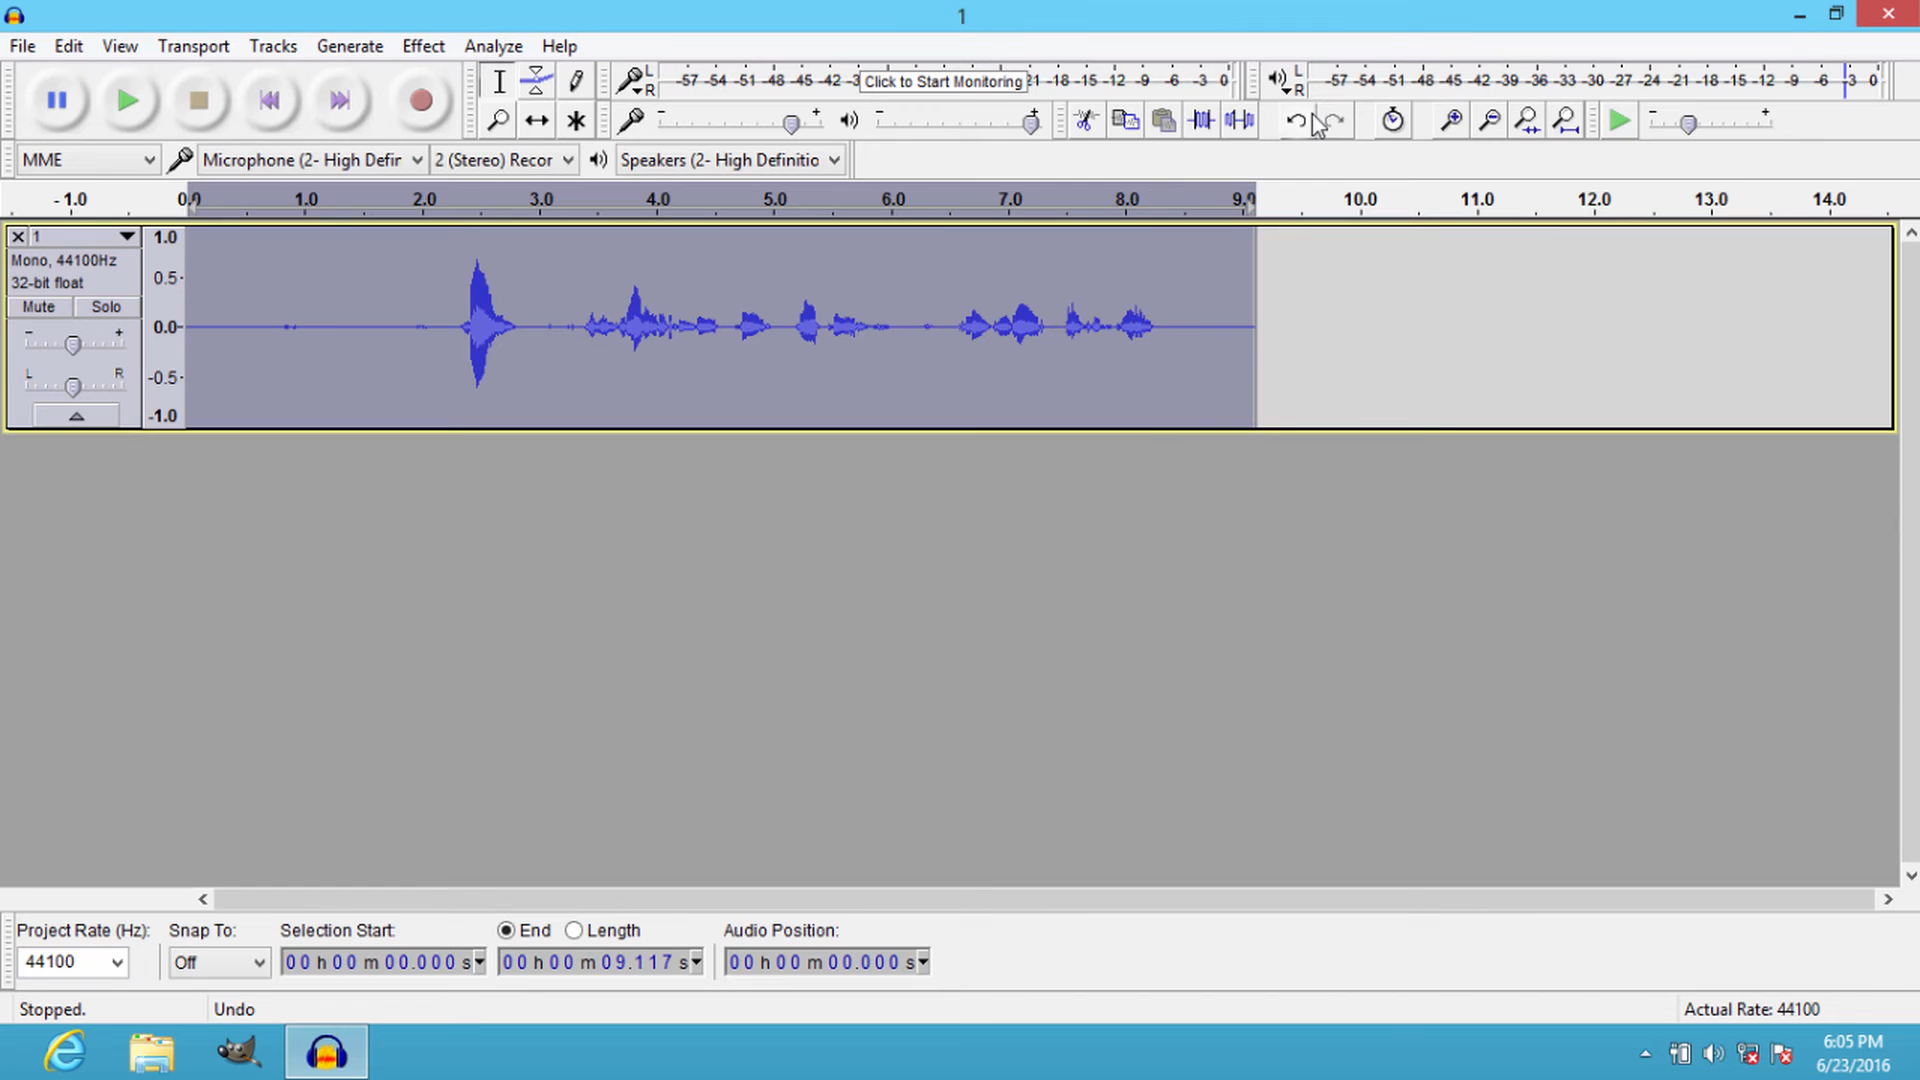 1
File Edit View Transport Tracks Generate Effect Analyze Help
L R -57 -54 -51 -48 -45 -42 -3 Click to Start Monitoring 21 -18 -15 -12 -9 -6 -3 0
L R -57 -54 -51 -48 -45 -42 -39 -36 -33 -30 -27 -24 -21 -18 -15 -12 -9 -6 -3 0
- + - + - +
MME Microphone (2- High Defir 2 (Stereo) Recor Speakers (2- High Definitio
- 1.0 0.0 1.0 2.0 3.0 4.0 5.0 6.0 7.0 8.0 9.0 10.0 11.0 12.0 13.0 14.0
1 1.0
Mono, 44100Hz
32-bit float 0.5-
Mute Solo
- + 0.0-
L R -0.5-
-1.0
Project Rate (Hz): Snap To: Selection Start: End Length Audio Position:
44100 Off 00 h 00 m 00.000 s 00 h 00 m 09.117 s 00 h 00 m 00.000 s
Stopped. Undo Actual Rate: 44100
6:05 PM
6/23/2016